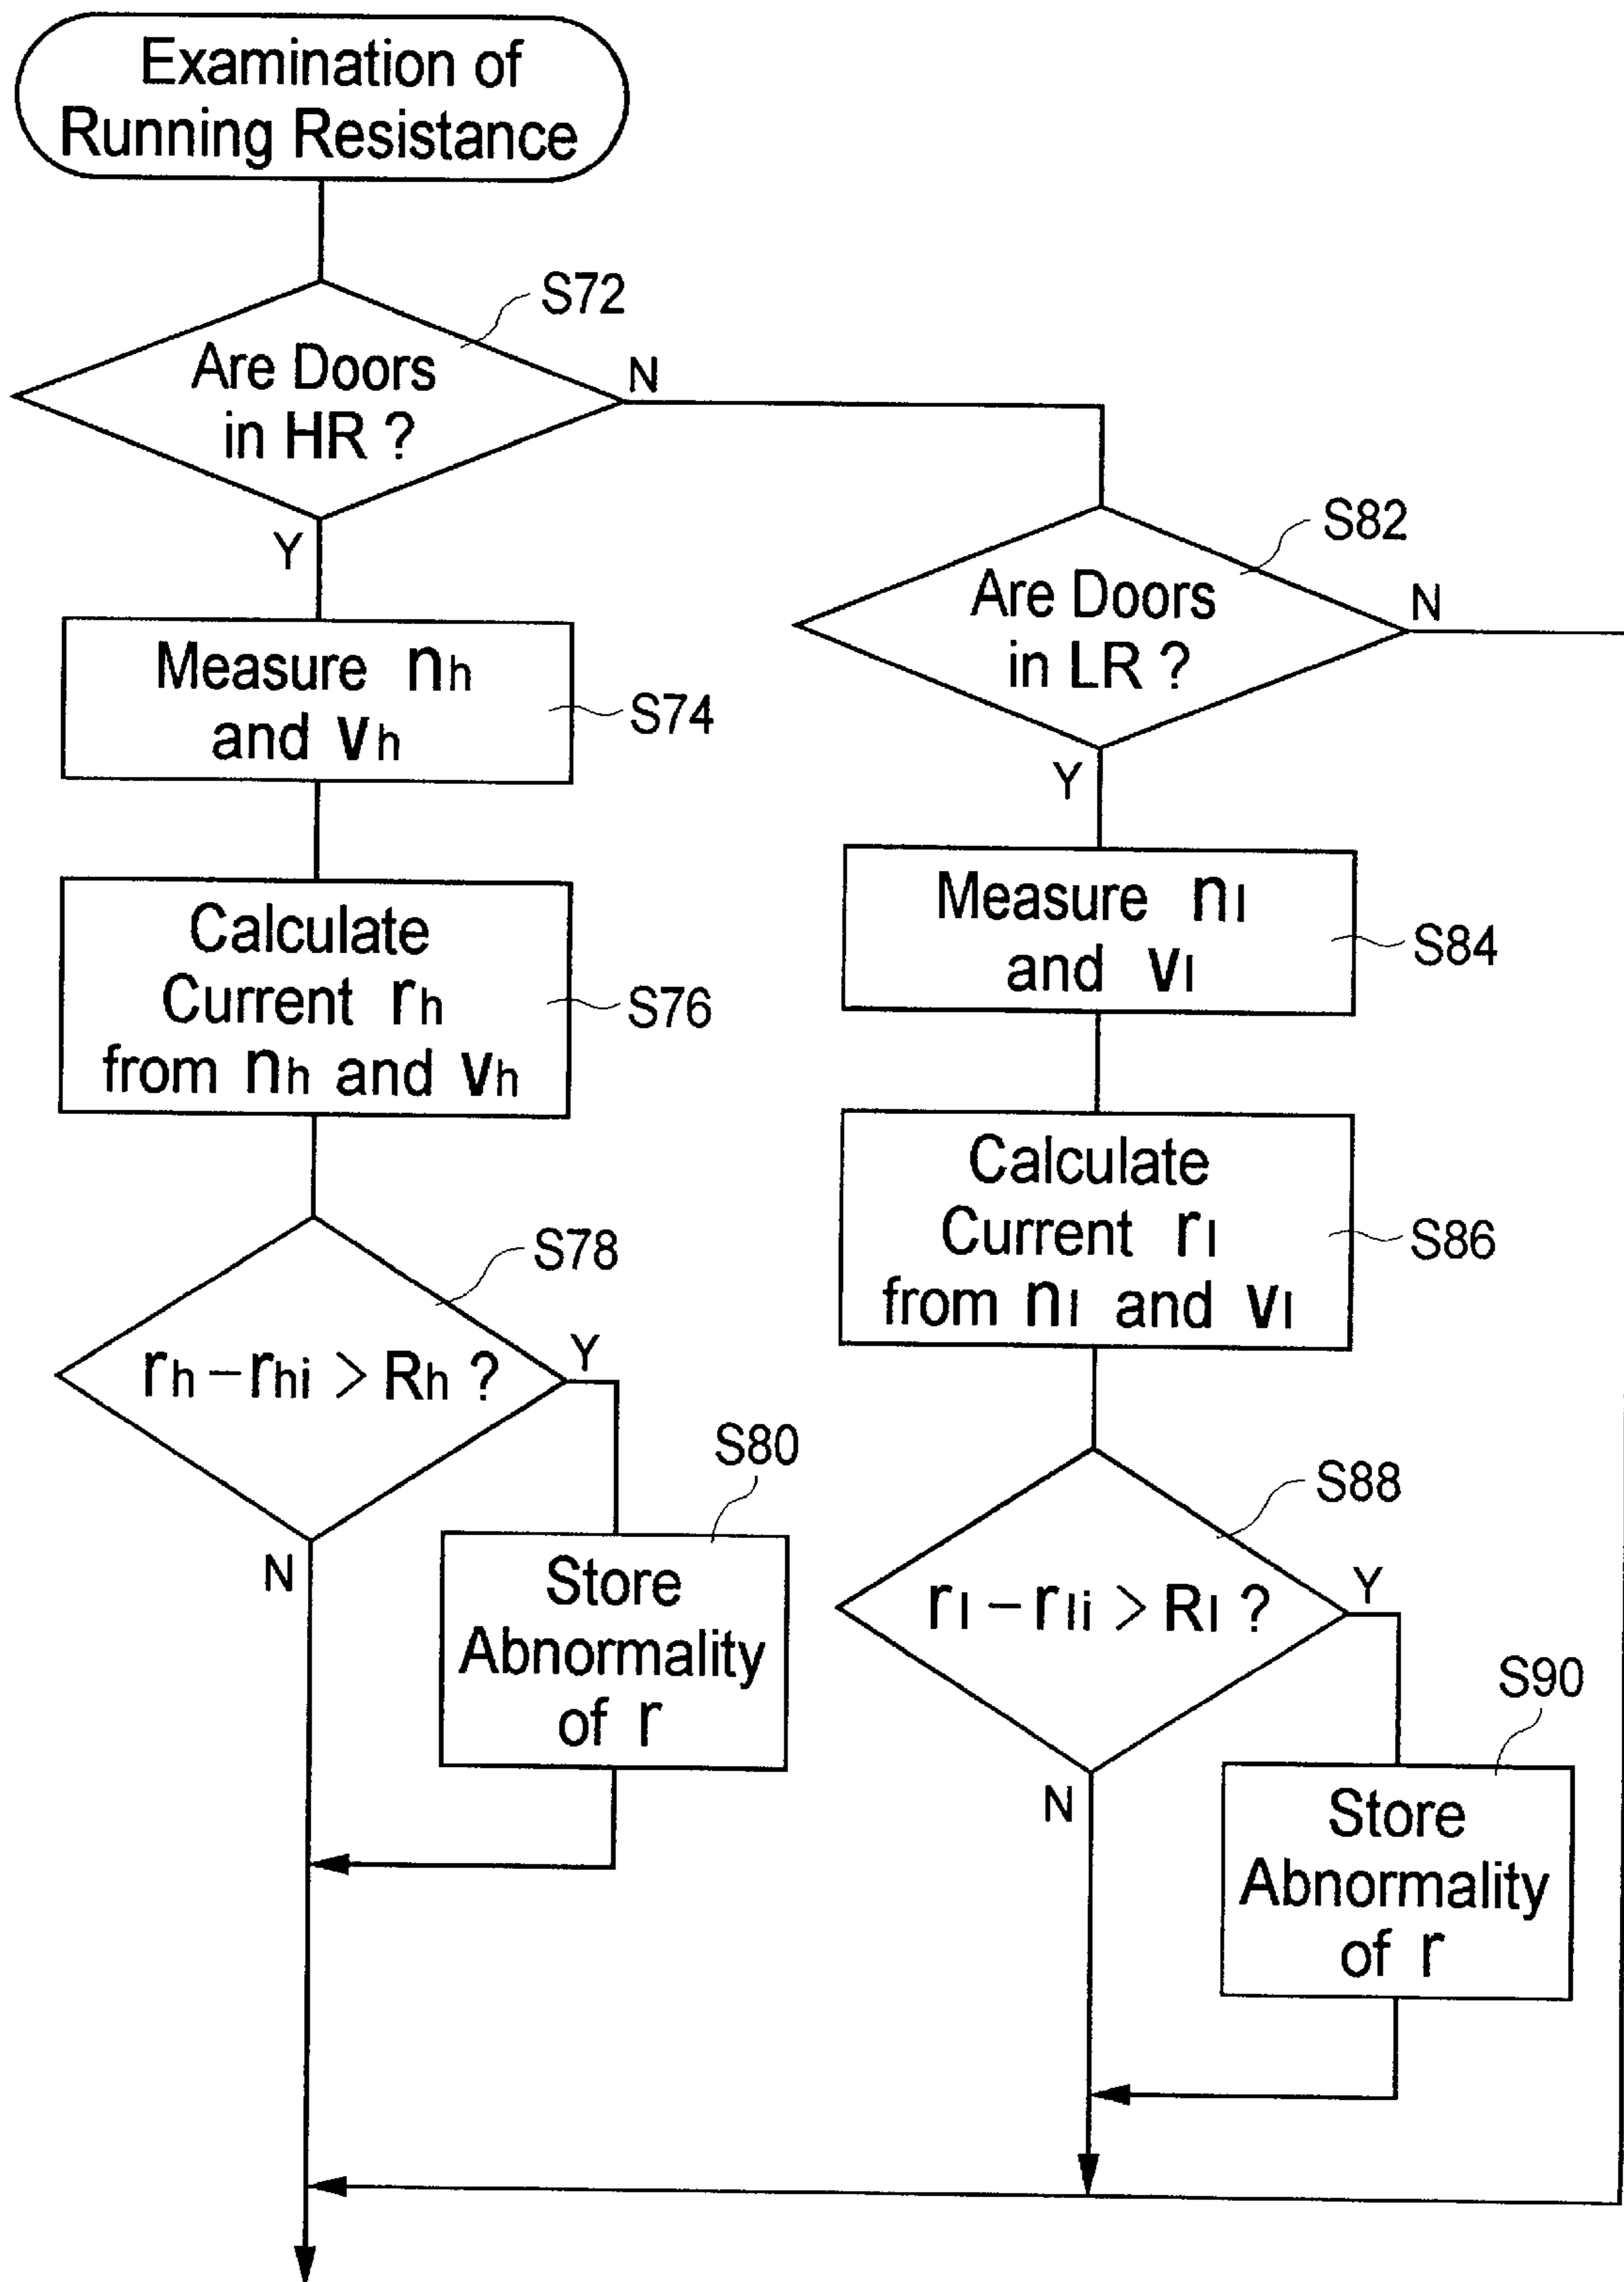 Examination of
Running Resistance
S72
Are Doors
in HR ?
N
Y
Measure nh
and vh
S74
Calculate
Current rh
from nh and vh
S76
S78
rh – rhi > Rh ?
Y
N
S80
Store
Abnormality
of r
S82
Are Doors
in LR ?
N
Y
Measure nl
and vl
S84
Calculate
Current rl
from nl and vl
S86
S88
rl – rli > Rl ?
Y
N
S90
Store
Abnormality
of r